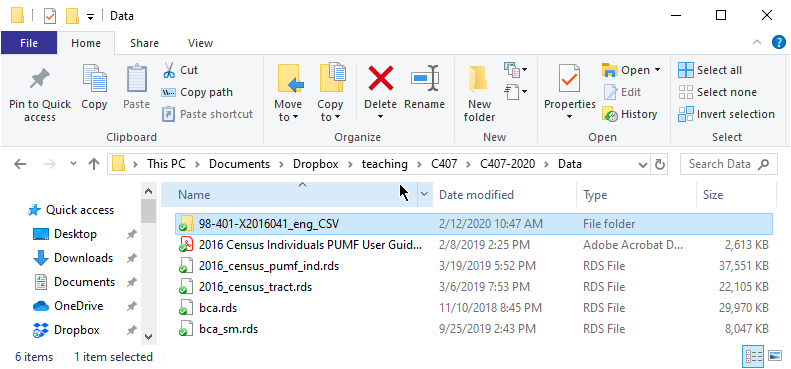 Data
File Home Share View
Pin to Quick access
Copy
Paste
Cut
Copy path
Paste shortcut
Clipboard
Move to
Copy to
Delete
Rename
Organize
New folder
New
Properties
Open
Edit
History
Open
Select all
Select none
Invert selection
Select
This PC > Documents > Dropbox > teaching > C407 > C407-2020 > Data
Search Data
Quick access
Desktop
Downloads
Documents
OneDrive
Dropbox
Name Date modified Type Size
98-401-X2016041_eng_CSV 2/12/2020 10:47 AM File folder
2016 Census Individuals PUMF User Guid... 2/8/2019 2:25 PM Adobe Acrobat D... 2,613 KB
2016_census_pumf_ind.rds 3/19/2019 5:52 PM RDS File 37,551 KB
2016_census_tract.rds 3/6/2019 7:53 PM RDS File 22,105 KB
bca.rds 11/10/2018 8:45 PM RDS File 29,970 KB
bca_sm.rds 9/25/2019 2:43 PM RDS File 8,047 KB
6 items 1 item selected